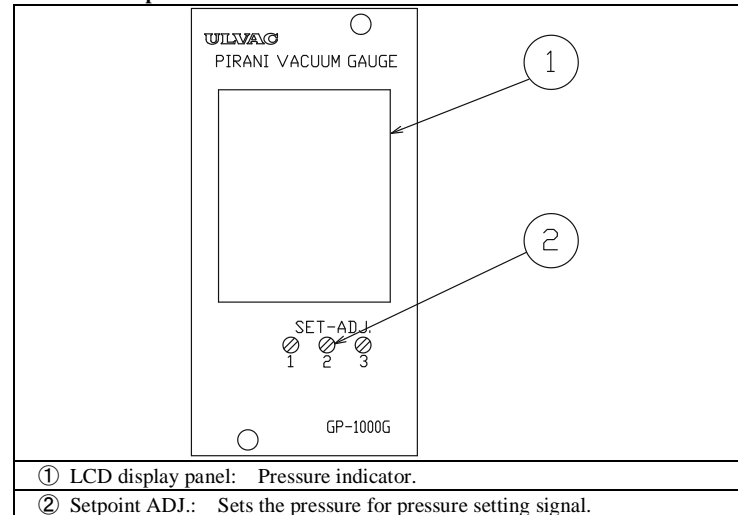 ULVAC
PIRANI VACUUM GAUGE
1
2
SET-ADJ.
1 2 3
GP-1000G
① LCD display panel: Pressure indicator.
② Setpoint ADJ.: Sets the pressure for pressure setting signal.